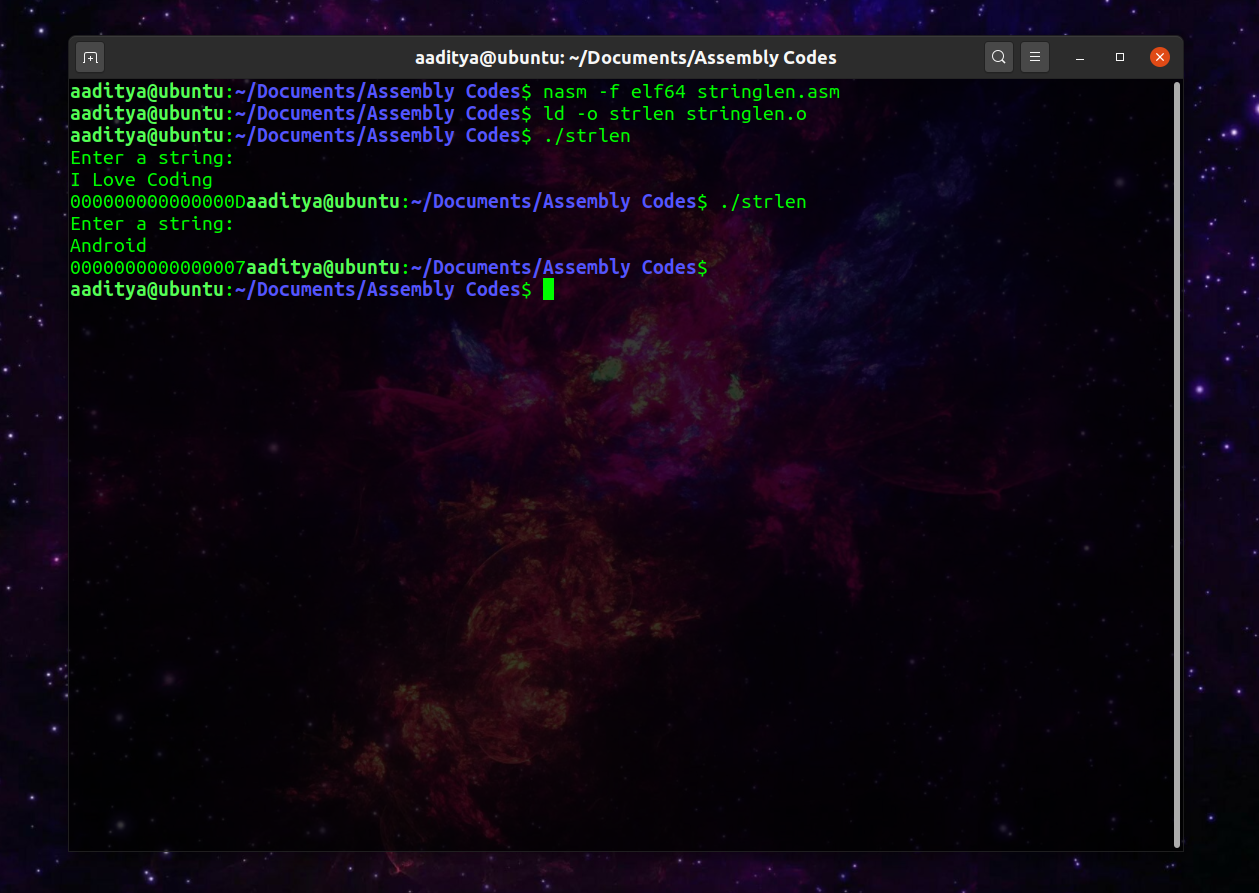 aaditya@ubuntu: ~/Documents/Assembly Codes
aaditya@ubuntu:~/Documents/Assembly Codes$ nasm -f elf64 stringlen.asm
aaditya@ubuntu:~/Documents/Assembly Codes$ ld -o strlen stringlen.o
aaditya@ubuntu:~/Documents/Assembly Codes$ ./strlen
Enter a string:
I Love Coding
000000000000000Daaditya@ubuntu:~/Documents/Assembly Codes$ ./strlen
Enter a string:
Android
0000000000000007aaditya@ubuntu:~/Documents/Assembly Codes$
aaditya@ubuntu:~/Documents/Assembly Codes$